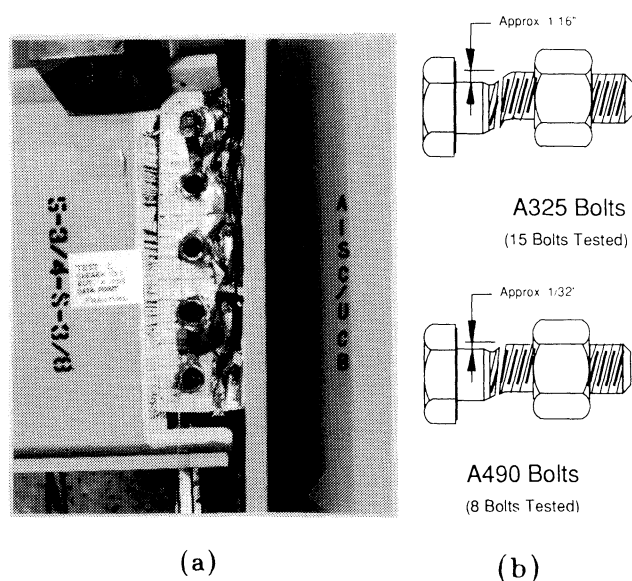 Approx 1 16"
A325 Bolts
(15 Bolts Tested)
Approx 1/32"
A490 Bolts
(8 Bolts Tested)
5-3/4-S-3/8
AISC/UCB
(a)
(b)